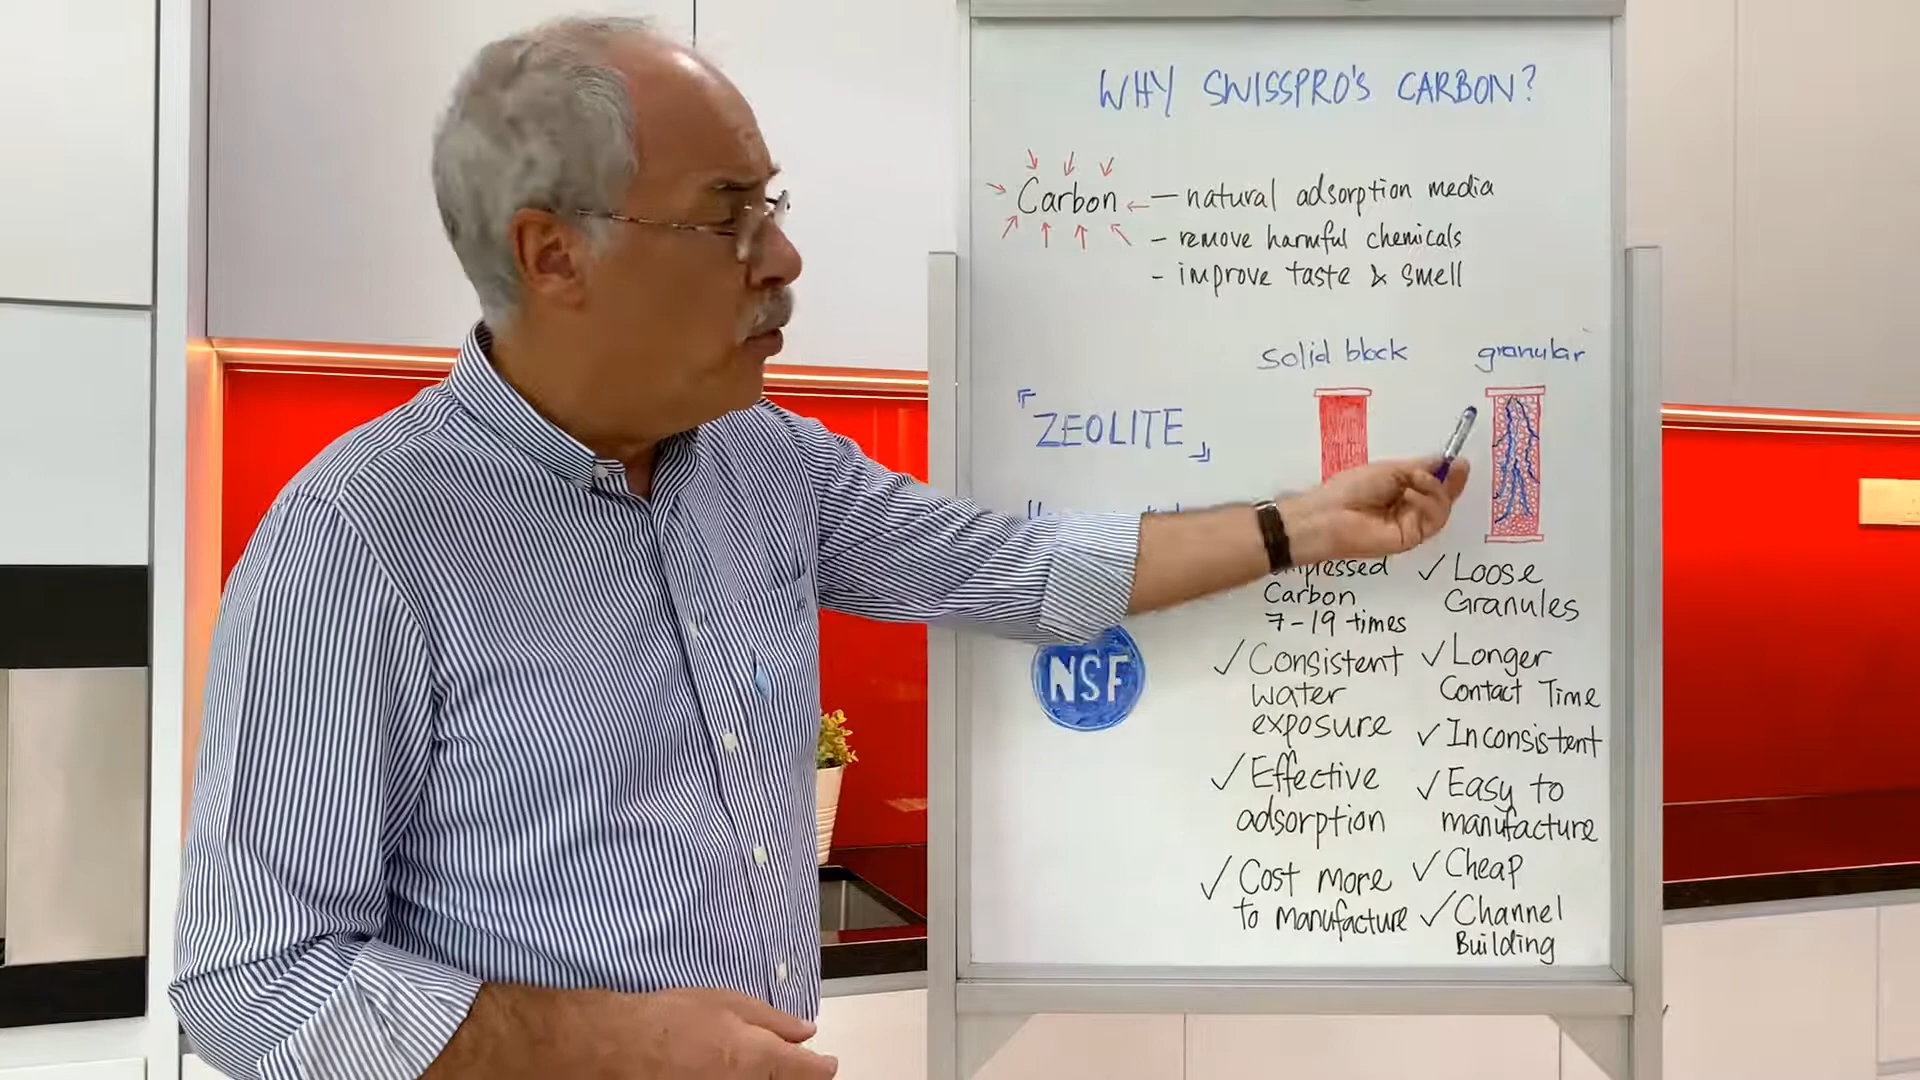 WHY SWISSPRO'S CARBON?
Carbon — natural adsorption media
- remove harmful chemicals
- improve taste & smell
solid block
granular
「ZEOLITE」
Carbon
7-19 times
✓ Consistent
water
exposure
✓ Effective
adsorption
✓ Cost more
to manufacture
✓ Loose
Granules
✓ Longer
Contact Time
✓ Inconsistent
✓ Easy to
manufacture
✓ Cheap
✓ Channel
Building
NSF